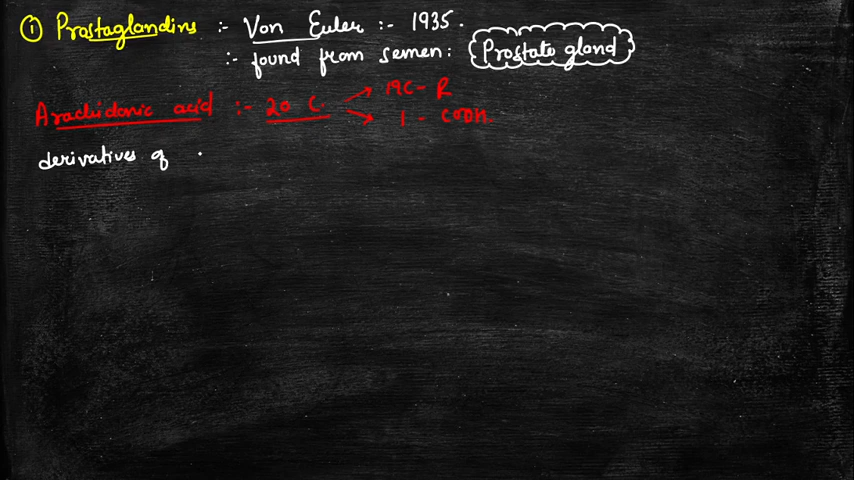 ① Prostaglandins :- Von Euler :- 1935.
:- found from semen: Prostate gland
Arachidonic acid :- 20 C. 19C - R
1 - COOH.
derivatives of